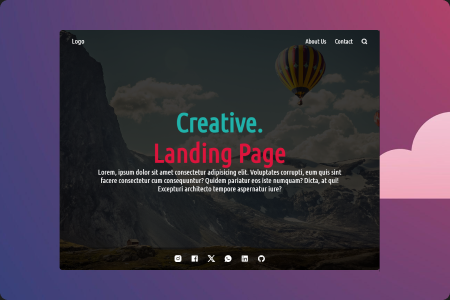 Logo
About Us
Contact
Creative.
Landing Page
Lorem, ipsum dolor sit amet consectetur adipisicing elit. Voluptates corrupti, eum quis sint
facere consectetur cum consequuntur? Quidem pariatur eos iste numquam? Dicta, at qui!
Excepturi architecto tempore aspernatur iure?